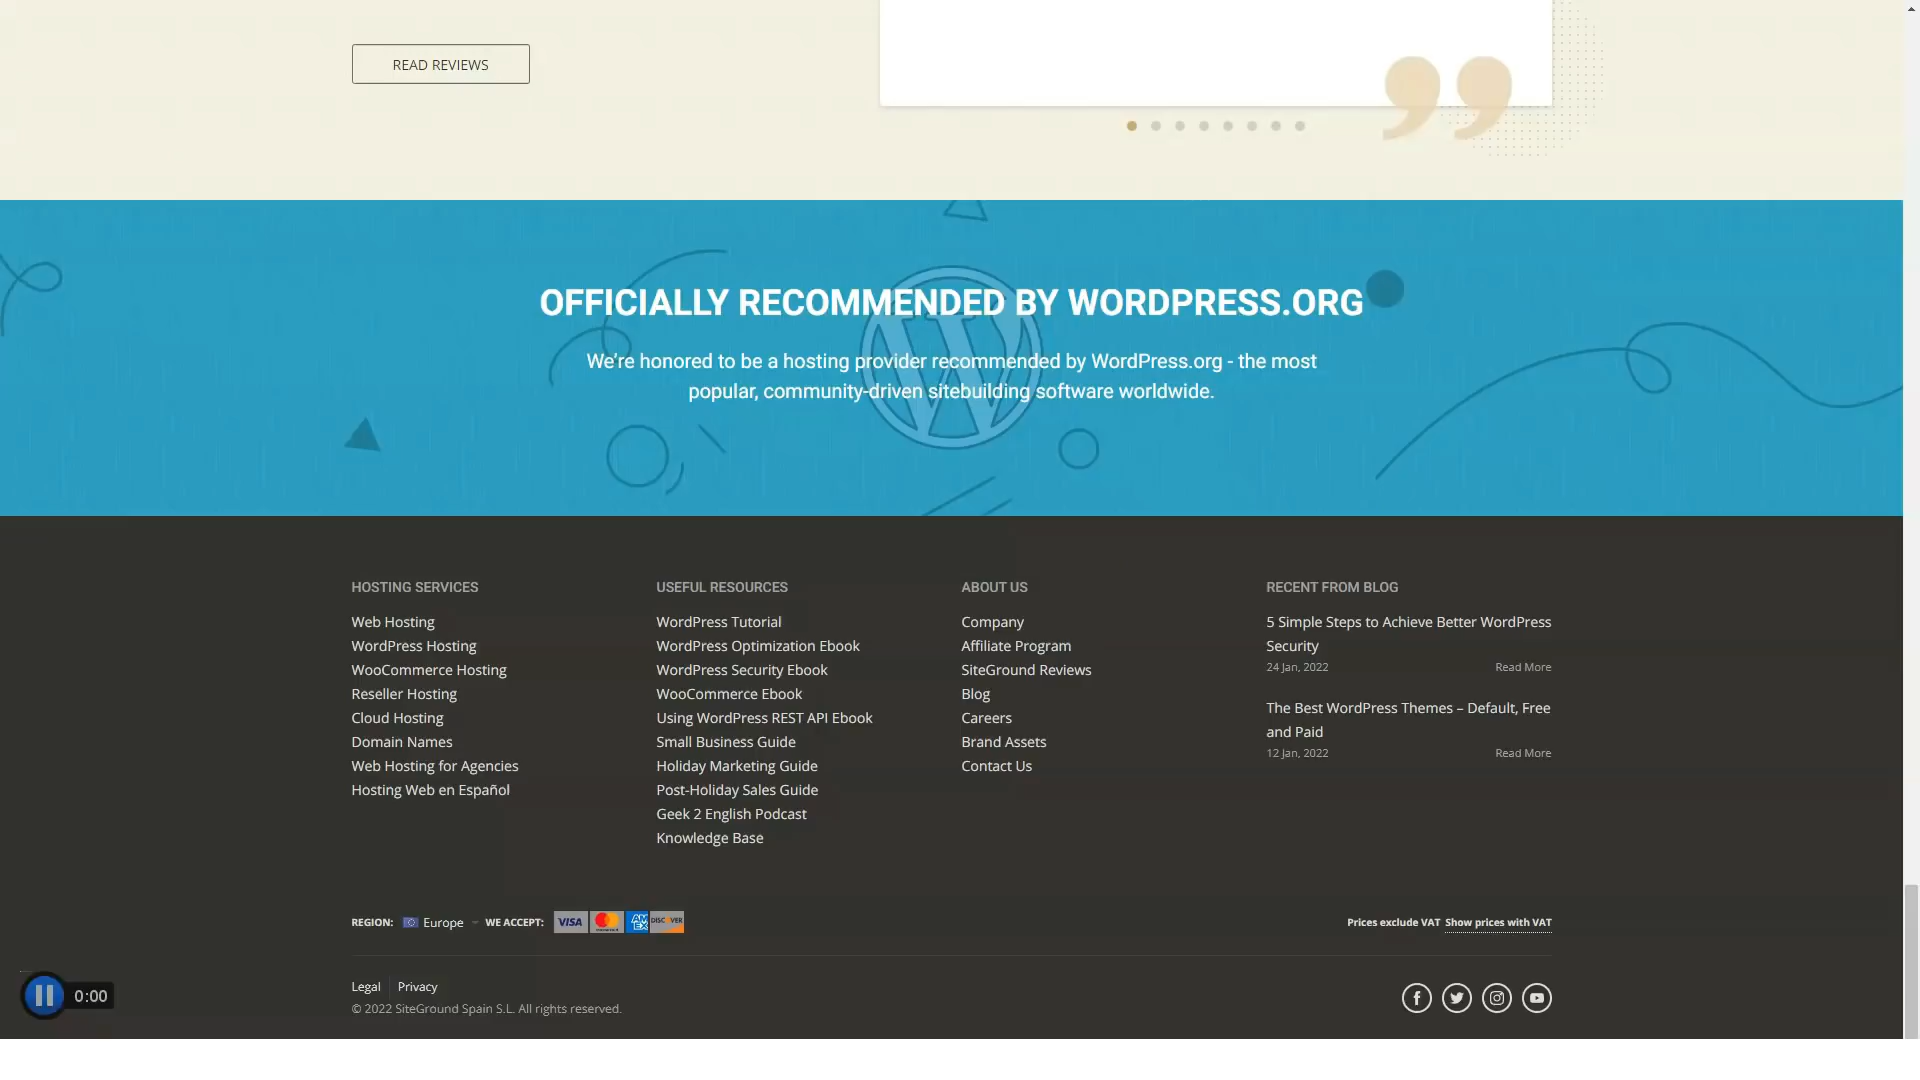 READ REVIEWS
OFFICIALLY RECOMMENDED BY WORDPRESS.ORG
We're honored to be a hosting provider recommended by WordPress.org - the most
popular, community-driven sitebuilding software worldwide.
HOSTING SERVICES
Web Hosting
WordPress Hosting
WooCommerce Hosting
Reseller Hosting
Cloud Hosting
Domain Names
Web Hosting for Agencies
Hosting Web en Español
USEFUL RESOURCES
WordPress Tutorial
WordPress Optimization Ebook
WordPress Security Ebook
WooCommerce Ebook
Using WordPress REST API Ebook
Small Business Guide
Holiday Marketing Guide
Post-Holiday Sales Guide
Geek 2 English Podcast
Knowledge Base
ABOUT US
Company
Affiliate Program
SiteGround Reviews
Blog
Careers
Brand Assets
Contact Us
RECENT FROM BLOG
5 Simple Steps to Achieve Better WordPress
Security
24 Jan, 2022 Read More
The Best WordPress Themes – Default, Free
and Paid
12 Jan, 2022 Read More
REGION: Europe WE ACCEPT: VISA mastercard AMEX DISCOVER
Prices exclude VAT Show prices with VAT
0:00
Legal Privacy
© 2022 SiteGround Spain S.L. All rights reserved.